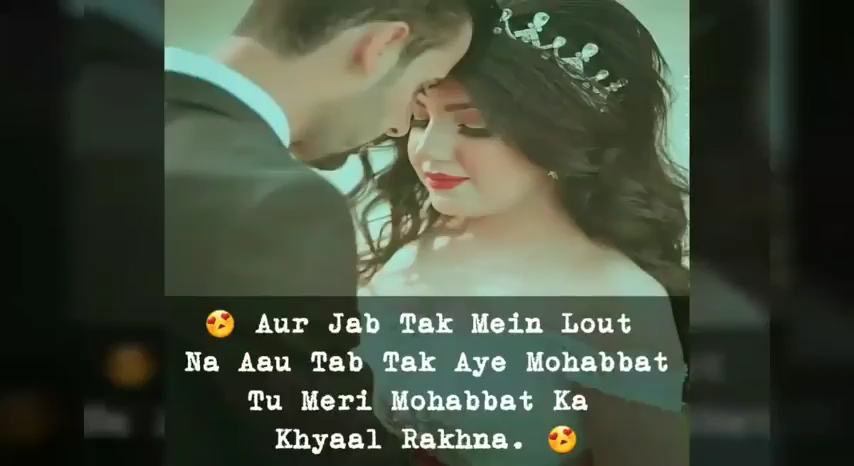 😍 Aur Jab Tak Mein Lout
Na Aau Tab Tak Aye Mohabbat
Tu Meri Mohabbat Ka
Khyaal Rakhna. 😍